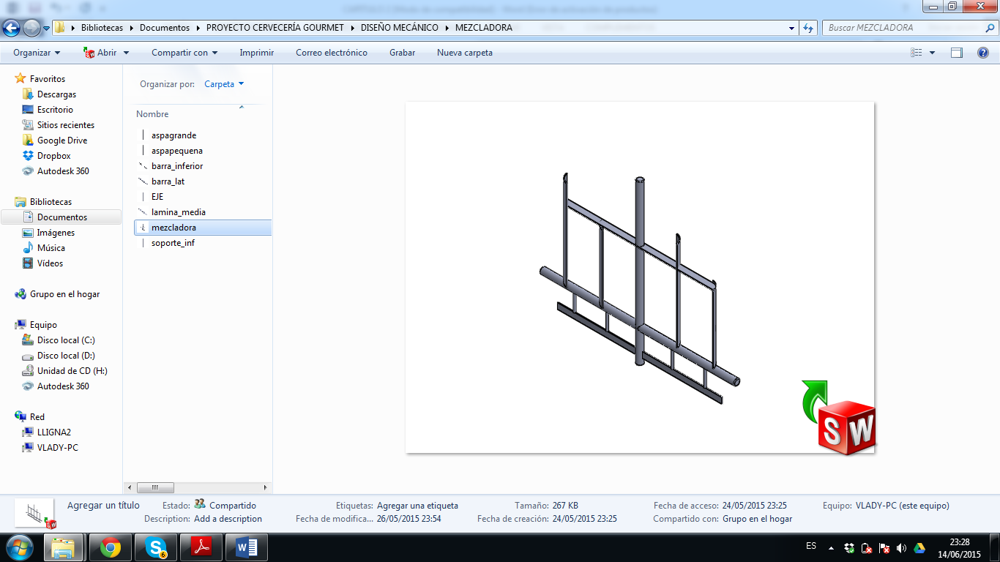 Bibliotecas ▸ Documentos ▸ PROYECTO CERVECERÍA GOURMET ▸ DISEÑO MECÁNICO ▸ MEZCLADORA
Buscar MEZCLADORA
Organizar Abrir Compartir con Imprimir Correo electrónico Grabar Nueva carpeta
Favoritos
Descargas
Escritorio
Sitios recientes
Google Drive
Dropbox
Autodesk 360
Bibliotecas
Documentos
Imágenes
Música
Vídeos
Grupo en el hogar
Equipo
Disco local (C:)
Disco local (D:)
Unidad de CD (H:)
Autodesk 360
Red
LLIGNA2
VLADY-PC
Organizar por: Carpeta
Nombre
aspagrande
aspapequena
barra_inferior
barra_lat
EJE
lamina_media
mezcladora
soporte_inf
SW
Agregar un título Estado: Compartido Etiquetas: Agregar una etiqueta Tamaño: 267 KB Fecha de acceso: 24/05/2015 23:25 Equipo: VLADY-PC (este equipo)
Description: Add a description Fecha de modifica... 26/05/2015 23:54 Fecha de creación: 24/05/2015 23:25 Compartido con: Grupo en el hogar
6
ES
23:28
14/06/2015